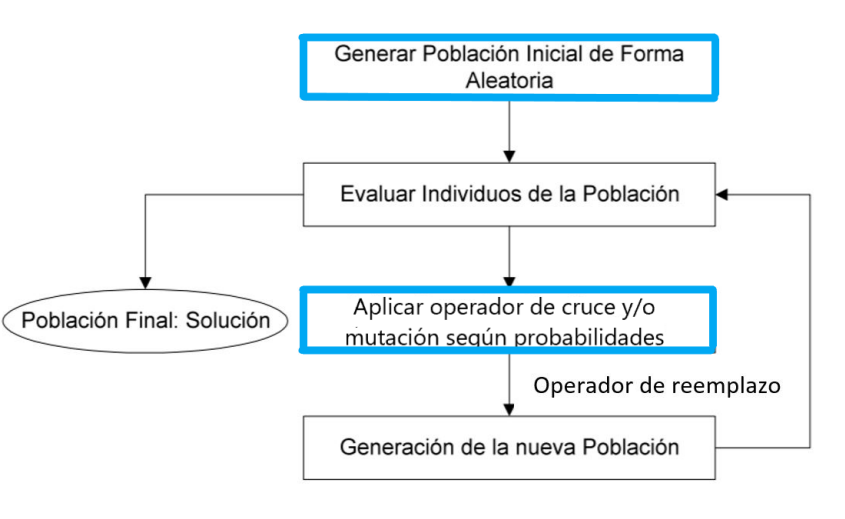 Generar Población Inicial de Forma
Aleatoria
Evaluar Individuos de la Población
Población Final: Solución
Aplicar operador de cruce y/o
mutación según probabilidades
Operador de reemplazo
Generación de la nueva Población